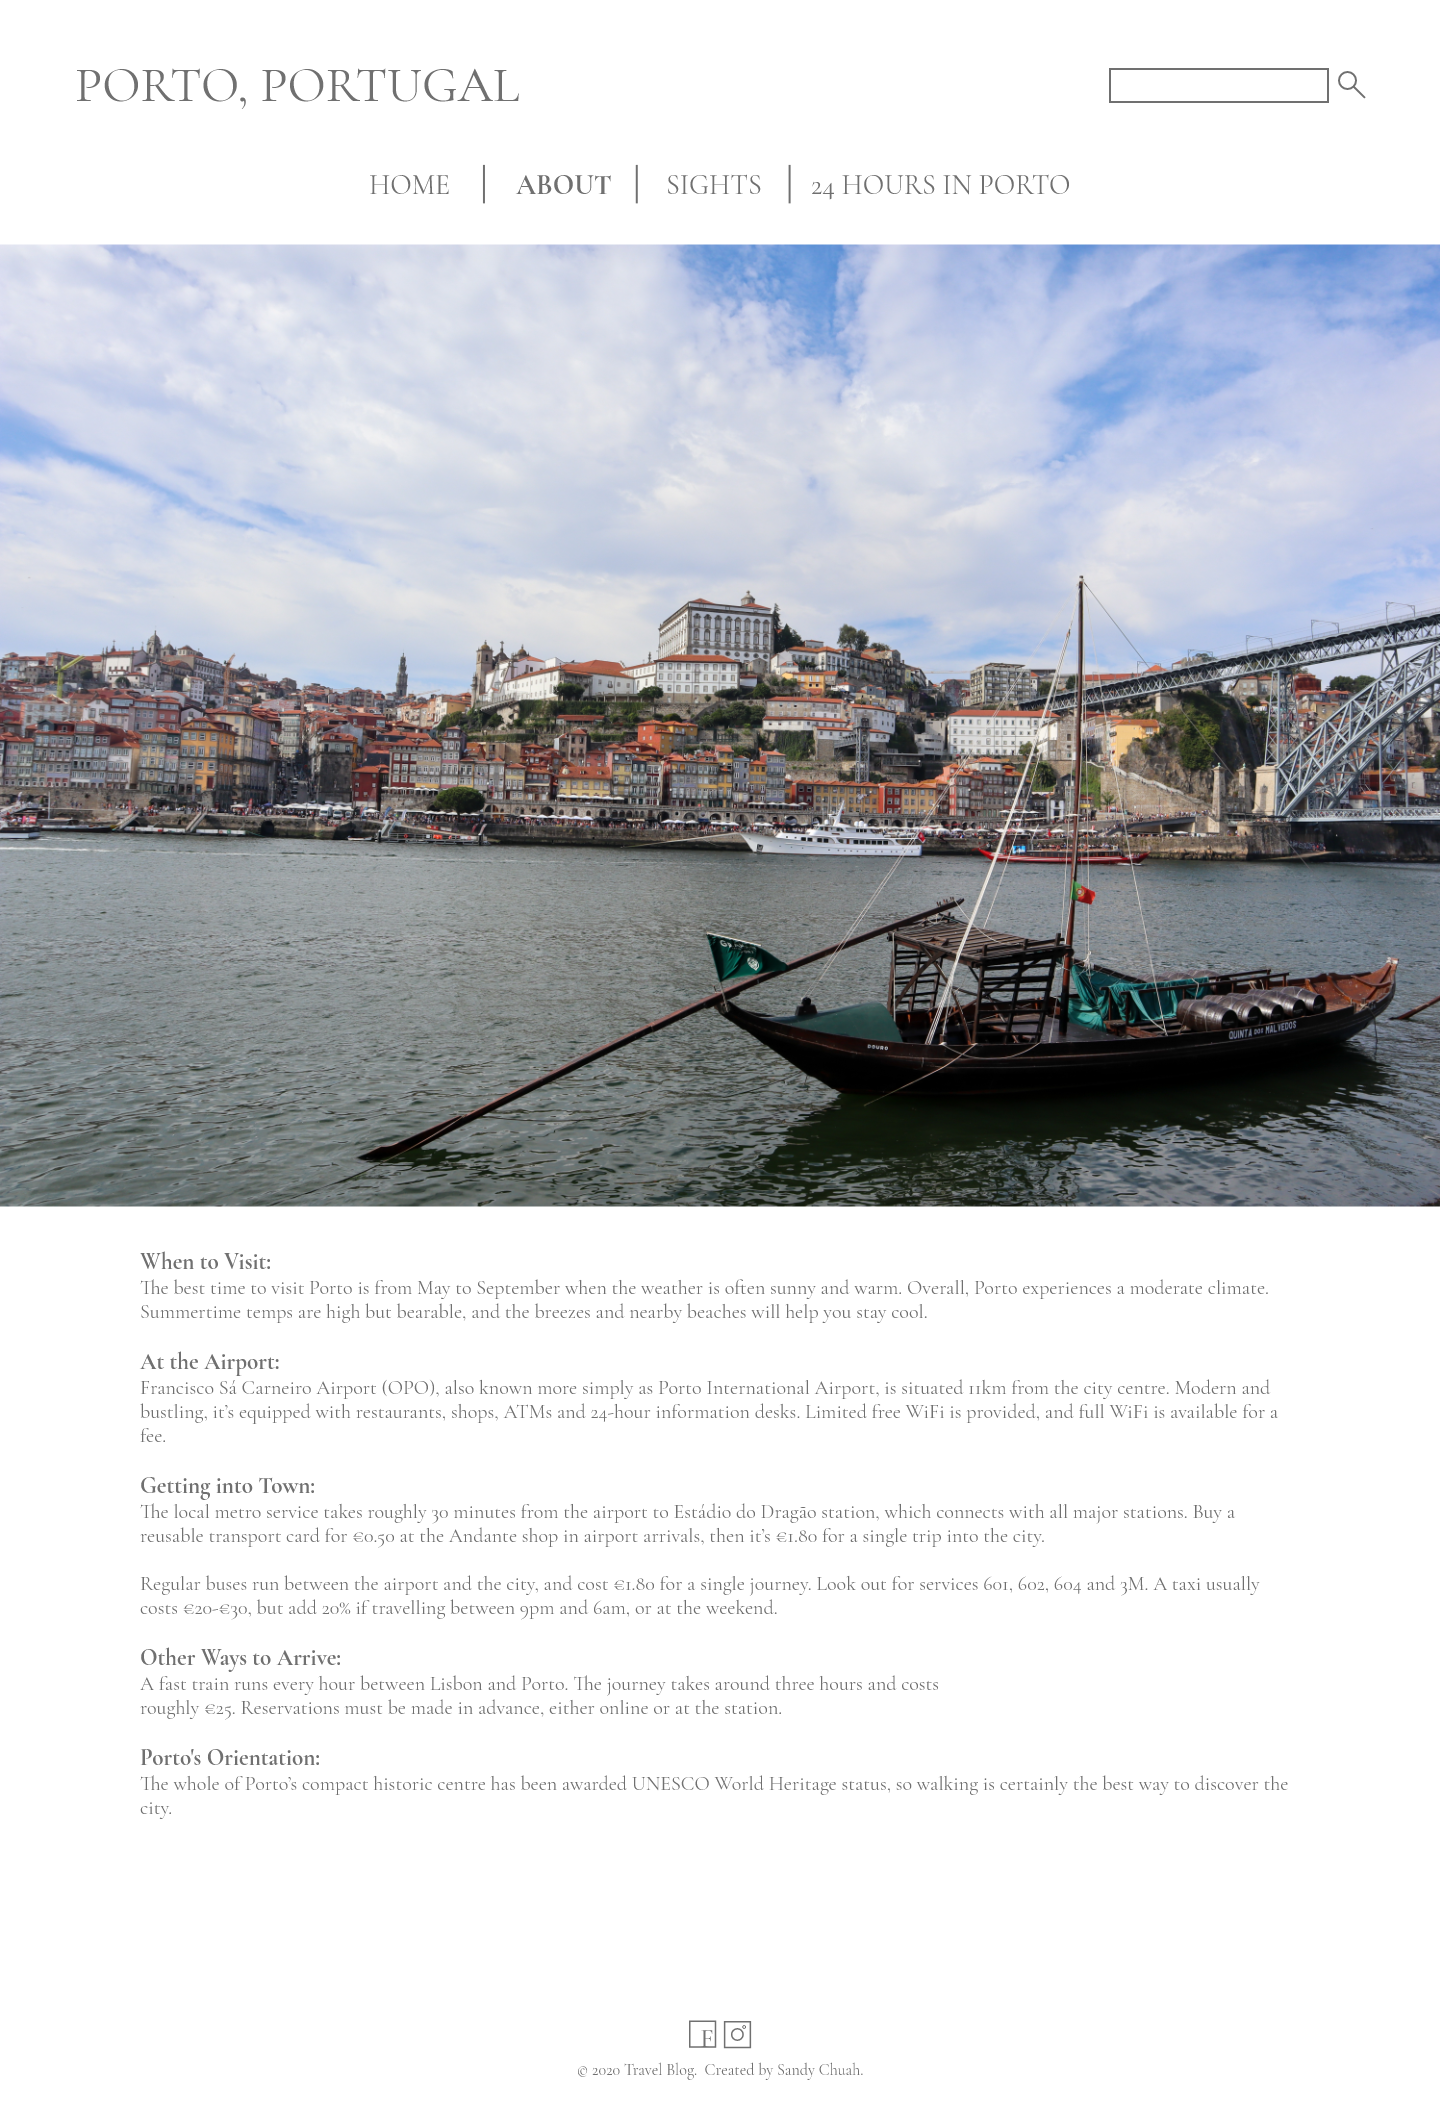 PORTO, PORTUGAL
HOME | ABOUT | SIGHTS | 24 HOURS IN PORTO
DOURO
QUINTA DOS MALVEDOS
When to Visit:
The best time to visit Porto is from May to September when the weather is often sunny and warm. Overall, Porto experiences a moderate climate.
Summertime temps are high but bearable, and the breezes and nearby beaches will help you stay cool.
At the Airport:
Francisco Sá Carneiro Airport (OPO), also known more simply as Porto International Airport, is situated 11km from the city centre. Modern and
bustling, it’s equipped with restaurants, shops, ATMs and 24-hour information desks. Limited free WiFi is provided, and full WiFi is available for a
fee.
Getting into Town:
The local metro service takes roughly 30 minutes from the airport to Estádio do Dragão station, which connects with all major stations. Buy a
reusable transport card for €0.50 at the Andante shop in airport arrivals, then it’s €1.80 for a single trip into the city.
Regular buses run between the airport and the city, and cost €1.80 for a single journey. Look out for services 601, 602, 604 and 3M. A taxi usually
costs €20-€30, but add 20% if travelling between 9pm and 6am, or at the weekend.
Other Ways to Arrive:
A fast train runs every hour between Lisbon and Porto. The journey takes around three hours and costs
roughly €25. Reservations must be made in advance, either online or at the station.
Porto's Orientation:
The whole of Porto’s compact historic centre has been awarded UNESCO World Heritage status, so walking is certainly the best way to discover the
city.
F
© 2020 Travel Blog.  Created by Sandy Chuah.